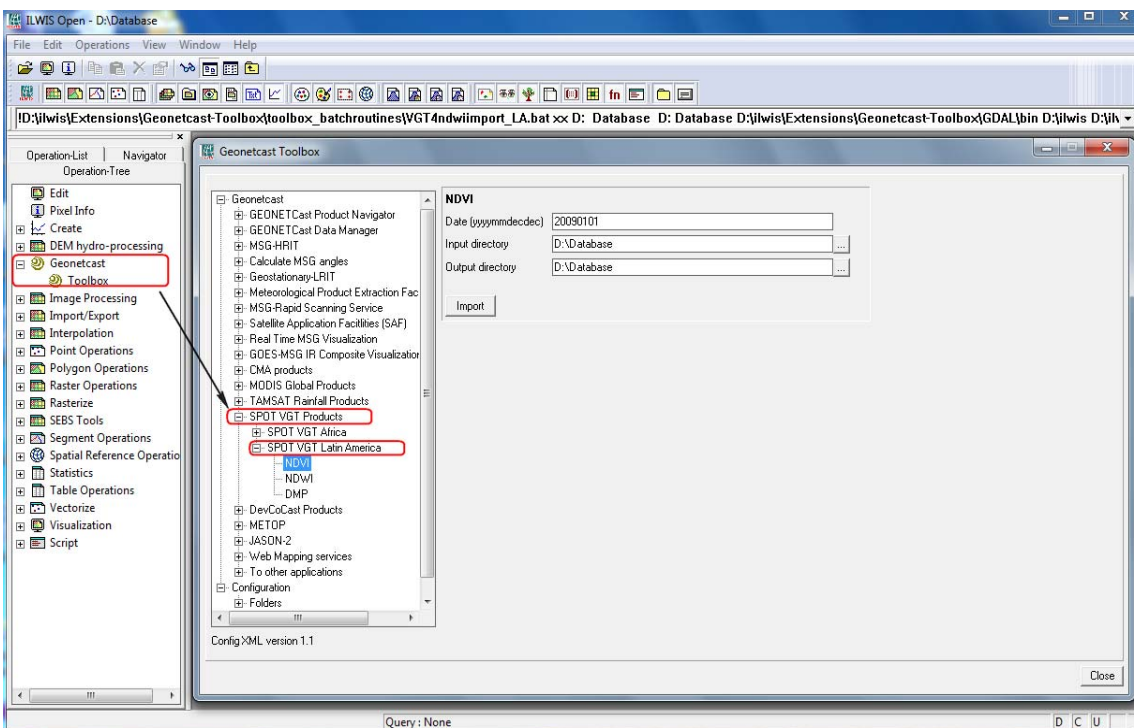 ILWIS Open - D:\Database
File Edit Operations View Window Help
!D:\ilwis\Extensions\Geonetcast-Toolbox\toolbox_batchroutines\VGT4ndwiimport_LA.bat xx D: Database D: Database D:\ilwis\Extensions\Geonetcast-Toolbox\GDAL\bin D:\ilwis D:\ilv
Operation-List Navigator
Operation-Tree
Edit
Pixel Info
Create
DEM hydro-processing
Geonetcast
Toolbox
Image Processing
Import/Export
Interpolation
Point Operations
Polygon Operations
Raster Operations
Rasterize
SEBS Tools
Segment Operations
Spatial Reference Operatio
Statistics
Table Operations
Vectorize
Visualization
Script
Geonetcast Toolbox
Geonetcast
GEONETCast Product Navigator
GEONETCast Data Manager
MSG-HRIT
Calculate MSG angles
Geostationary-LRIT
Meteorological Product Extraction Fac
MSG-Rapid Scanning Service
Satellite Application Facitlities (SAF)
Real Time MSG Visualization
GOES-MSG IR Composite Visualization
CMA products
MODIS Global Products
TAMSAT Rainfall Products
SPOT VGT Products
SPOT VGT Africa
SPOT VGT Latin America
NDVI
NDWI
DMP
DevCoCast Products
METOP
JASON-2
Web Mapping services
To other applications
Configuration
Folders
Config XML version 1.1
NDVI
Date (yyyymmdecdec) 20090101
Input directory D:\Database ...
Output directory D:\Database ...
Import
Close
Query : None
D C U